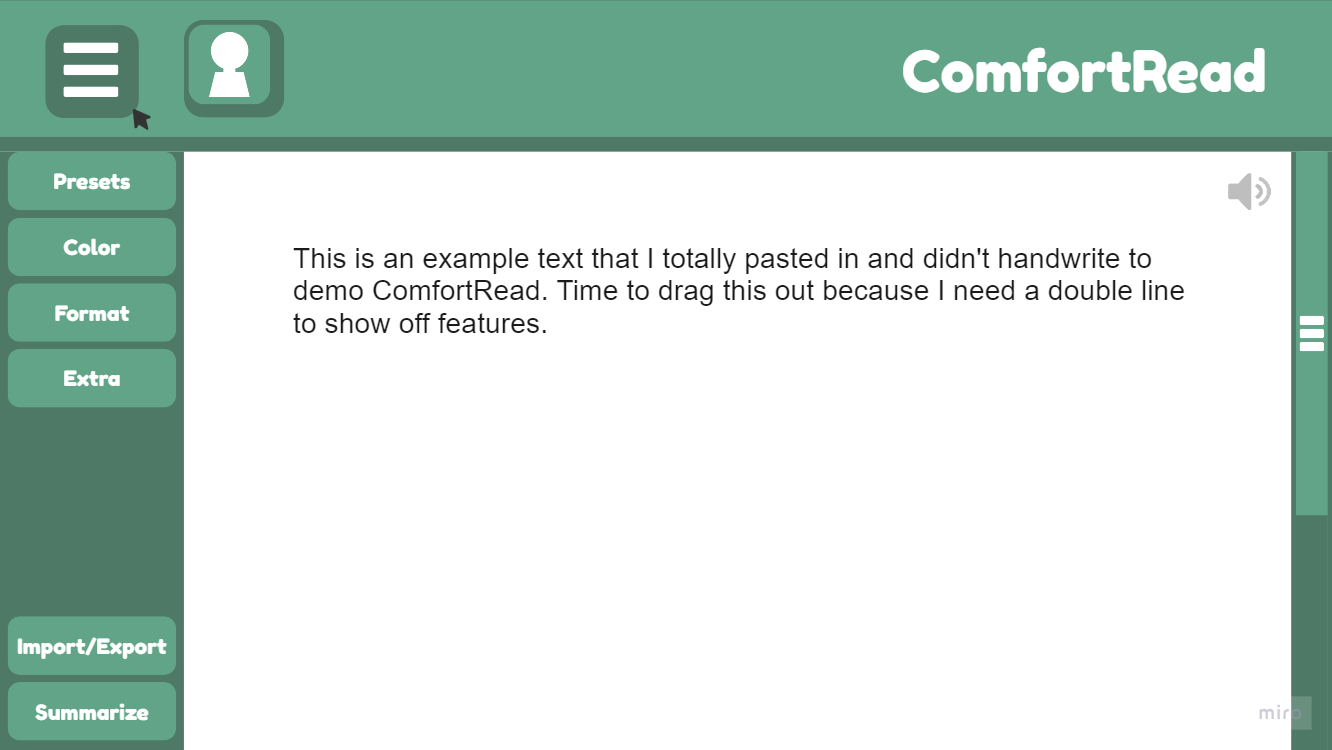 ComfortRead
Presets
Color
Format
Extra
Import/Export
Summarize
This is an example text that I totally pasted in and didn't handwrite to
demo ComfortRead. Time to drag this out because I need a double line
to show off features.
miro